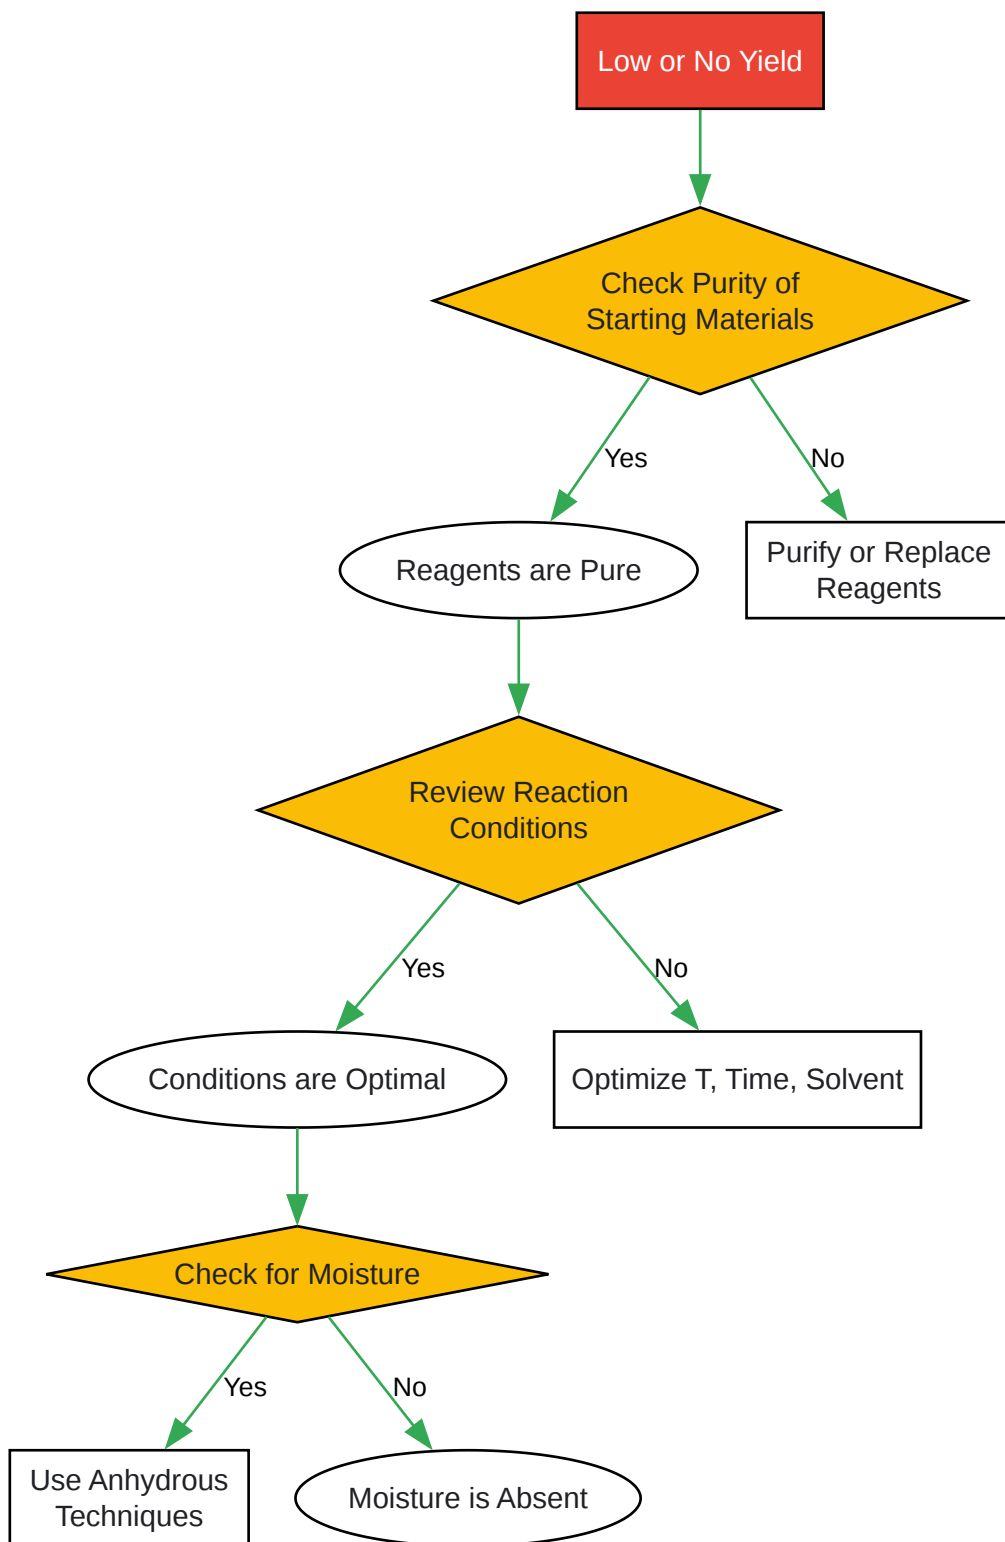 Low or No Yield
Check Purity of
Starting Materials
Yes
No
Reagents are Pure
Purify or Replace
Reagents
Review Reaction
Conditions
Yes
No
Conditions are Optimal
Optimize T, Time, Solvent
Check for Moisture
Yes
No
Use Anhydrous
Techniques
Moisture is Absent